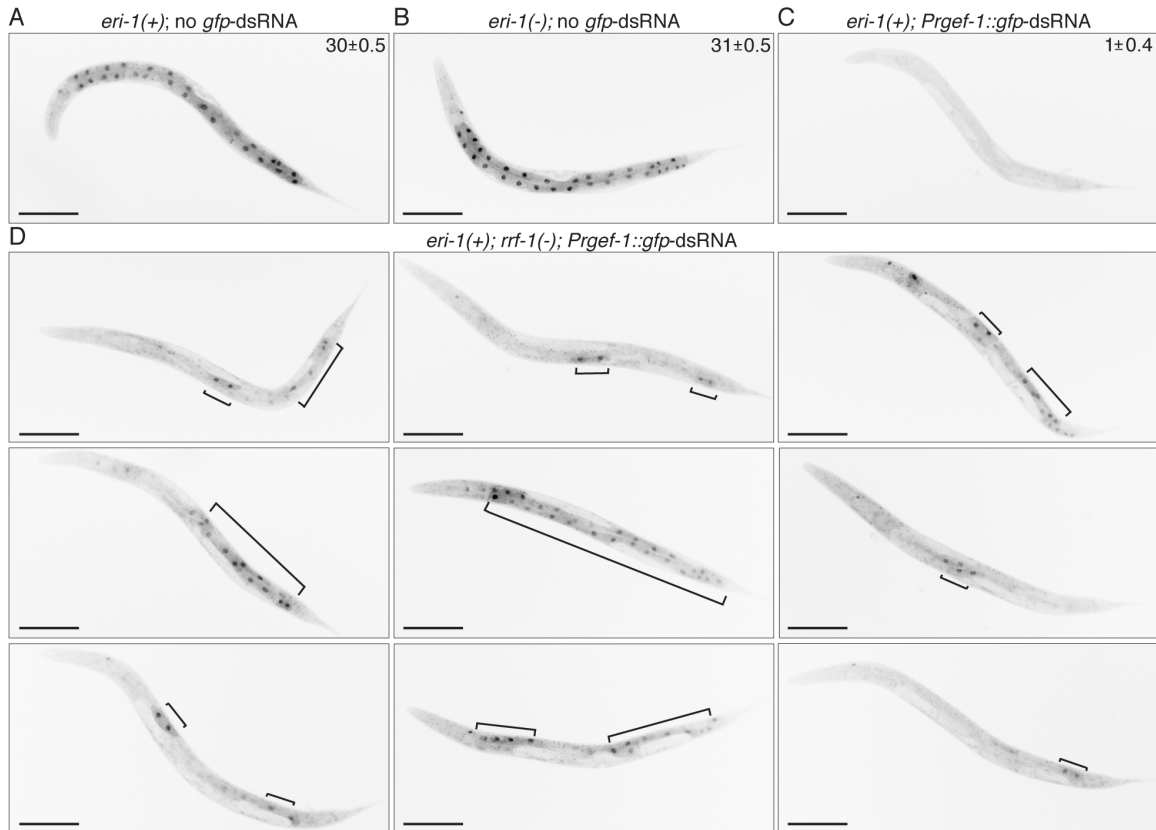 A
eri-1(+); no gfp-dsRNA
30±0.5
B
eri-1(-); no gfp-dsRNA
31±0.5
C
eri-1(+); Prgef-1::gfp-dsRNA
1±0.4
D
eri-1(+); rrf-1(-); Prgef-1::gfp-dsRNA